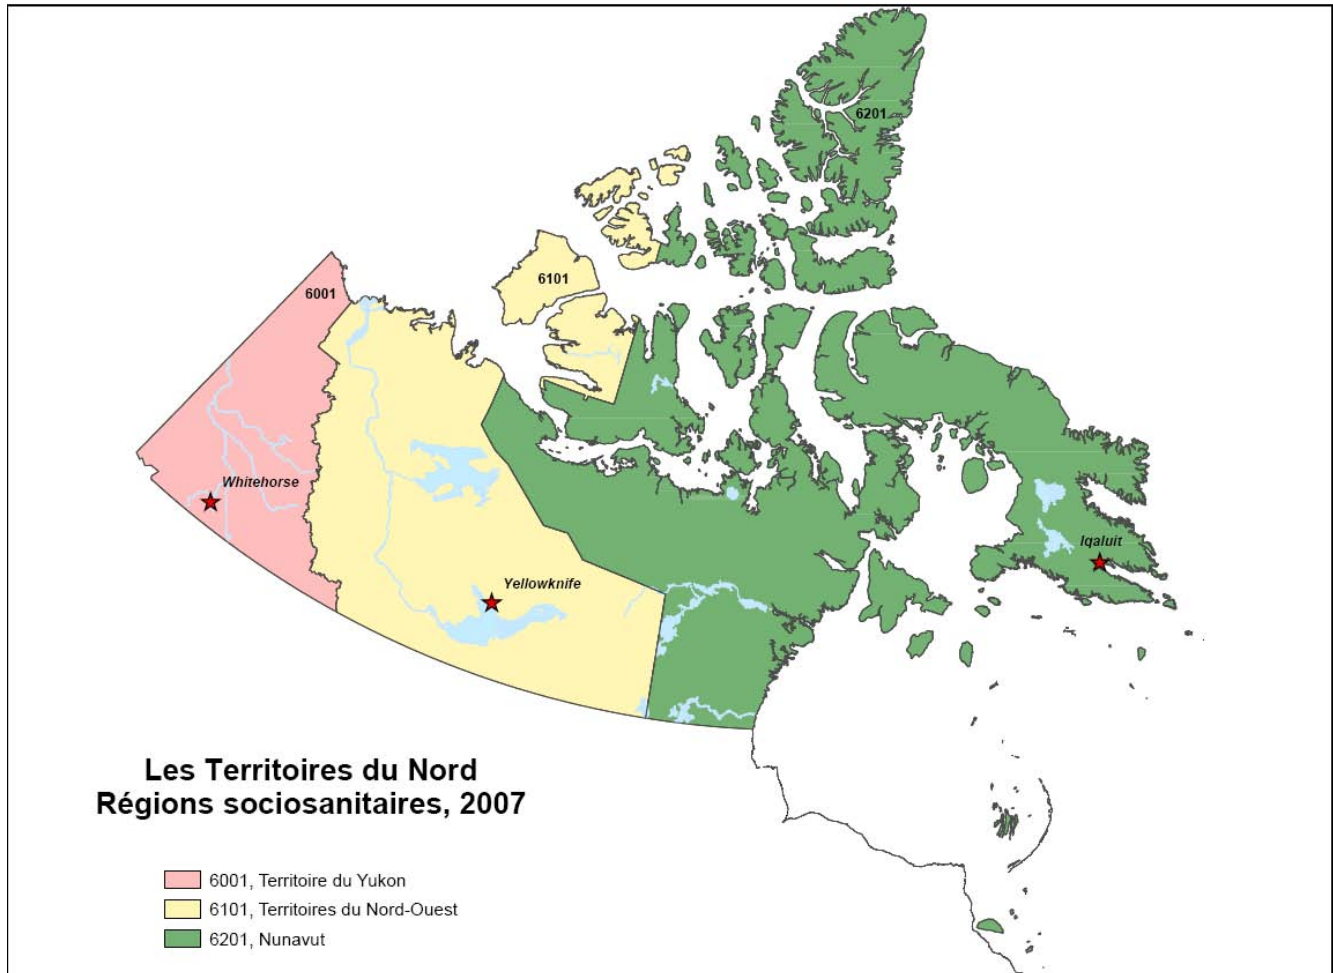 6201
6101
6001
Whitehorse
Iqaluit
Yellowknife
Les Territoires du Nord
Régions sociosanitaires, 2007
6001, Territoire du Yukon
6101, Territoires du Nord-Ouest
6201, Nunavut